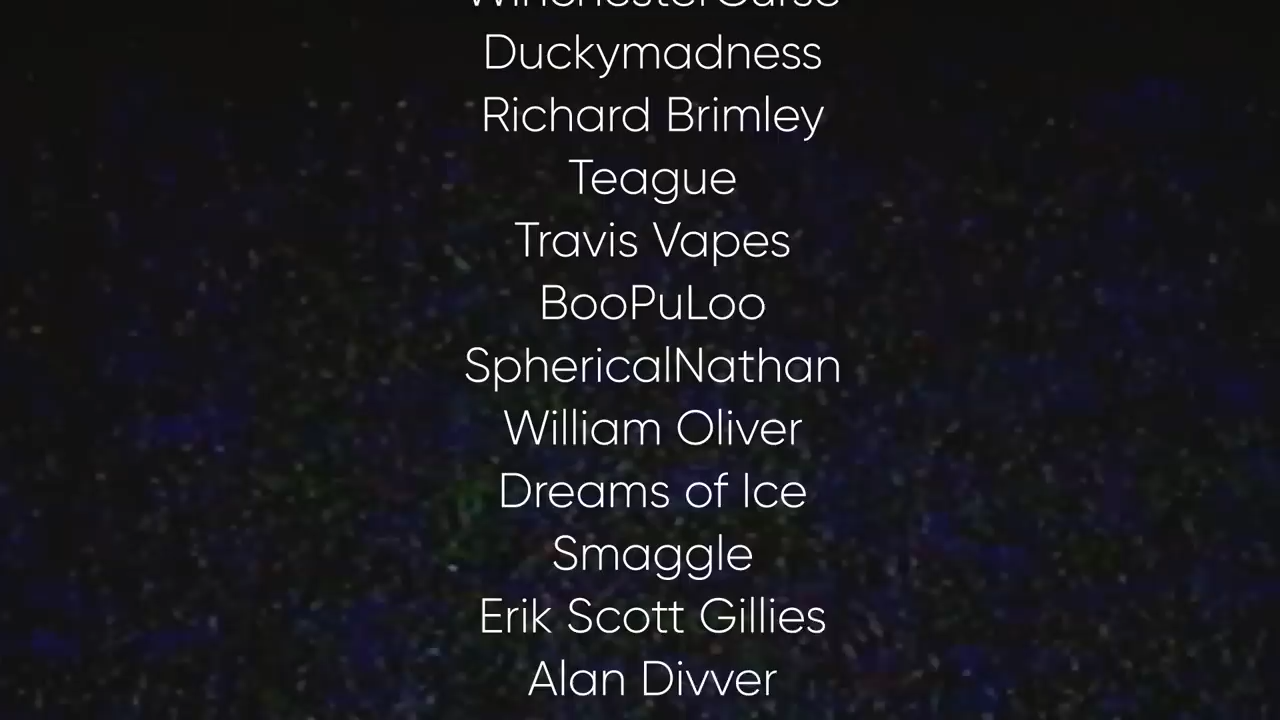 WinchesterCurse
Duckymadness
Richard Brimley
Teague
Travis Vapes
BooPuLoo
SphericalNathan
William Oliver
Dreams of Ice
Smaggle
Erik Scott Gillies
Alan Divver